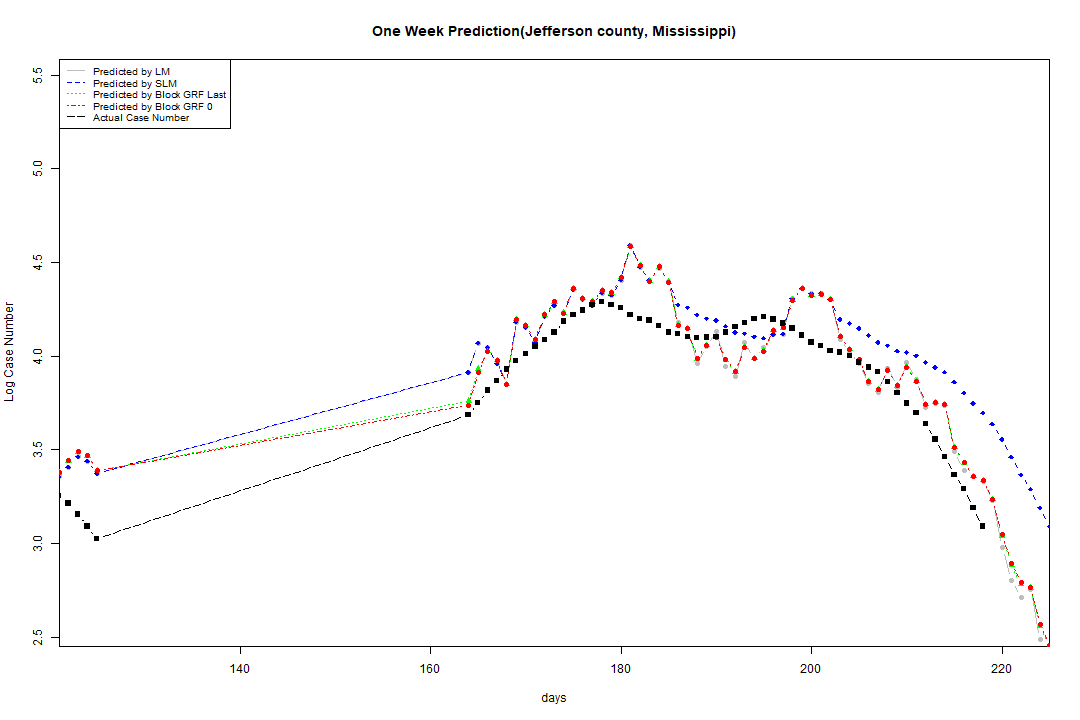 One Week Prediction(Jefferson county, Mississippi)
Predicted by LM
Predicted by SLM
Predicted by Block GRF Last
Predicted by Block GRF 0
Actual Case Number
5.5
5.0
4.5
4.0
3.5
3.0
2.5
Log Case Number
140 160 180 200 220
days